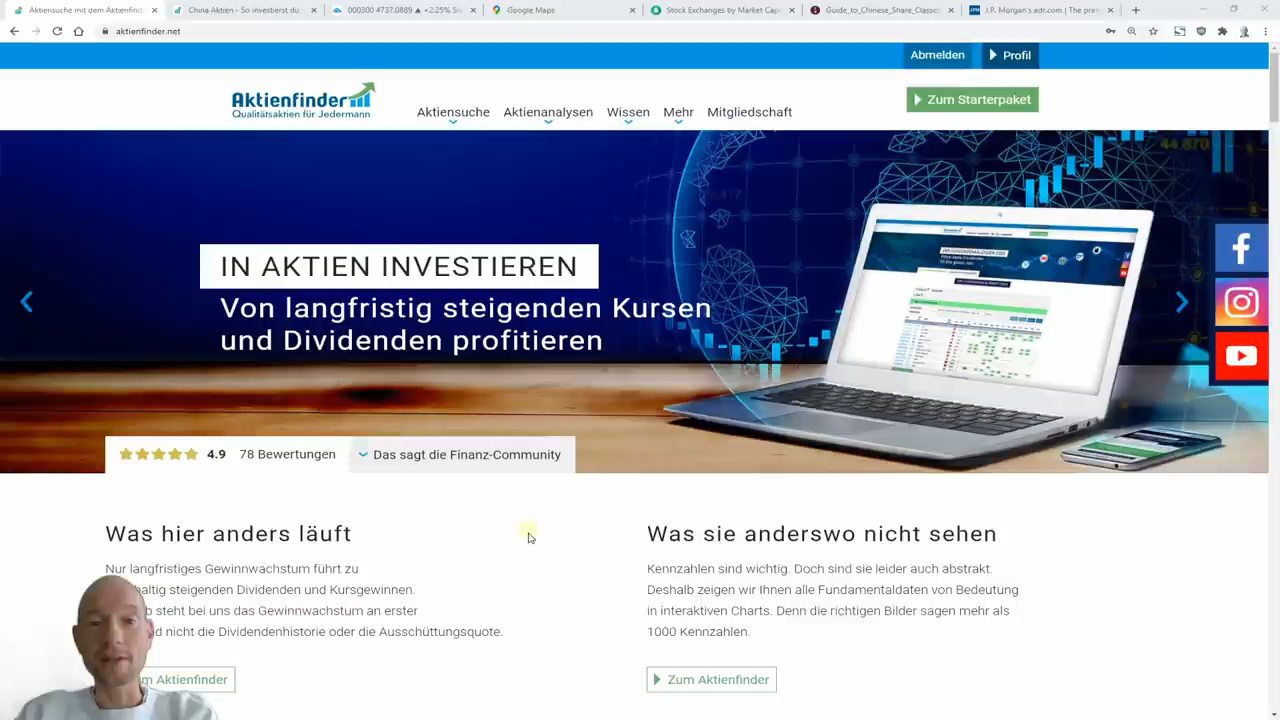 Aktiensuche mit dem Aktienfinder
China Aktien - So investierst du
000300 4737.0889 ▲ +2.25%
Google Maps
Stock Exchanges by Market Cap
Guide_to_Chinese_Share_Classes
J.P. Morgan's adr.com | The pre
aktienfinder.net
Abmelden
Profil
Aktienfinder
Qualitätsaktien für Jedermann
Aktiensuche
Aktienanalysen
Wissen
Mehr
Mitgliedschaft
Zum Starterpaket
IN AKTIEN INVESTIEREN
Von langfristig steigenden Kursen
und Dividenden profitieren
4.9 78 Bewertungen
Das sagt die Finanz-Community
Was hier anders läuft
Nur langfristiges Gewinnwachstum führt zu
haltig steigenden Dividenden und Kursgewinnen.
b steht bei uns das Gewinnwachstum an erster
d nicht die Dividendenhistorie oder die Ausschüttungsquote.
m Aktienfinder
Was sie anderswo nicht sehen
Kennzahlen sind wichtig. Doch sind sie leider auch abstrakt.
Deshalb zeigen wir Ihnen alle Fundamentaldaten von Bedeutung
in interaktiven Charts. Denn die richtigen Bilder sagen mehr als
1000 Kennzahlen.
Zum Aktienfinder